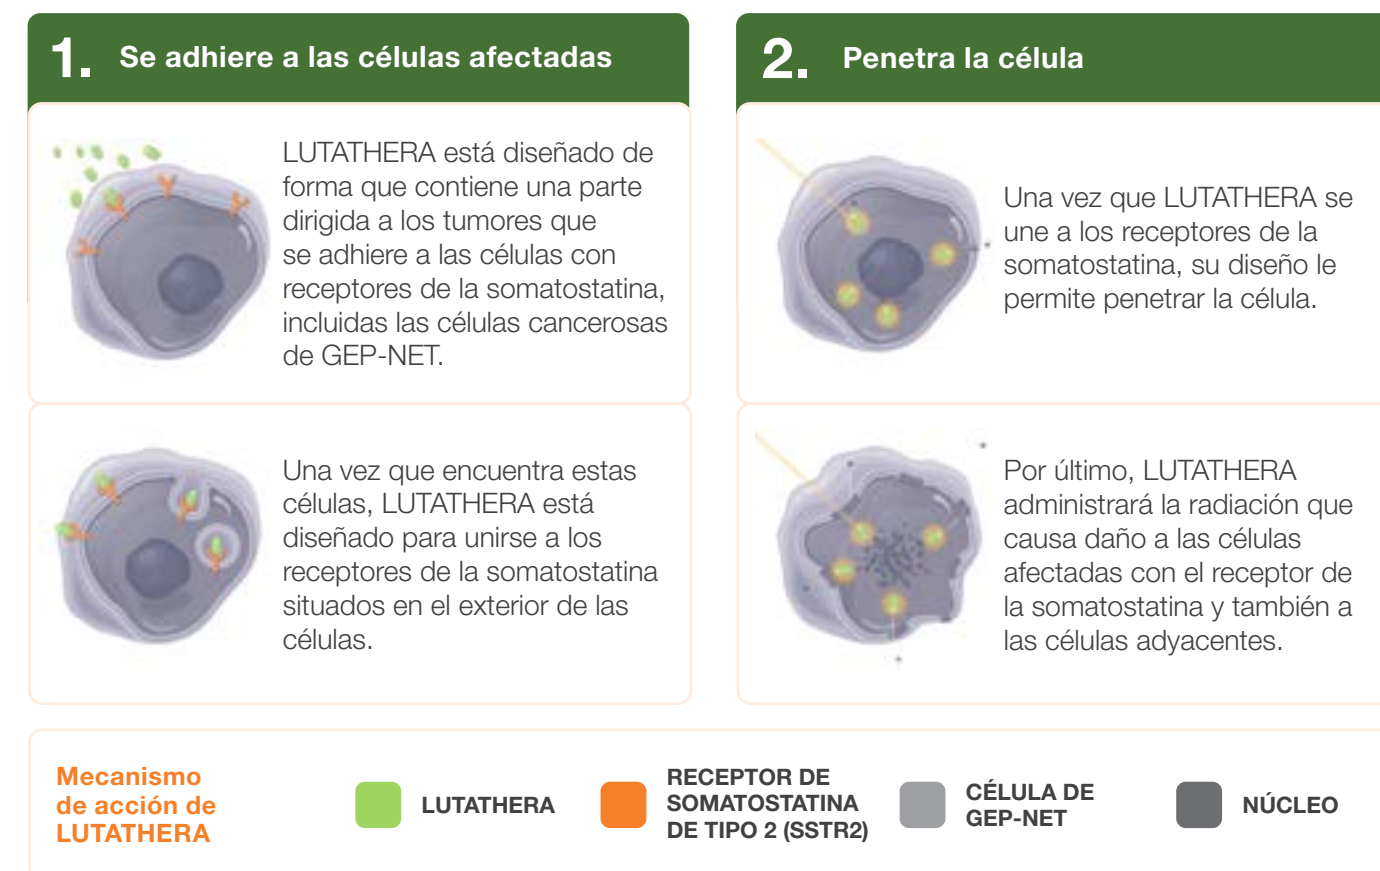 1. Se adhiere a las células afectadas
LUTATHERA está diseñado de
forma que contiene una parte
dirigida a los tumores que
se adhiere a las células con
receptores de la somatostatina,
incluidas las células cancerosas
de GEP-NET.
Una vez que encuentra estas
células, LUTATHERA está
diseñado para unirse a los
receptores de la somatostatina
situados en el exterior de las
células.
2. Penetra la célula
Una vez que LUTATHERA se
une a los receptores de la
somatostatina, su diseño le
permite penetrar la célula.
Por último, LUTATHERA
administrará la radiación que
causa daño a las células
afectadas con el receptor de
la somatostatina y también a
las células adyacentes.
Mecanismo
de acción de
LUTATHERA
LUTATHERA
RECEPTOR DE
SOMATOSTATINA
DE TIPO 2 (SSTR2)
CÉLULA DE
GEP-NET
NÚCLEO